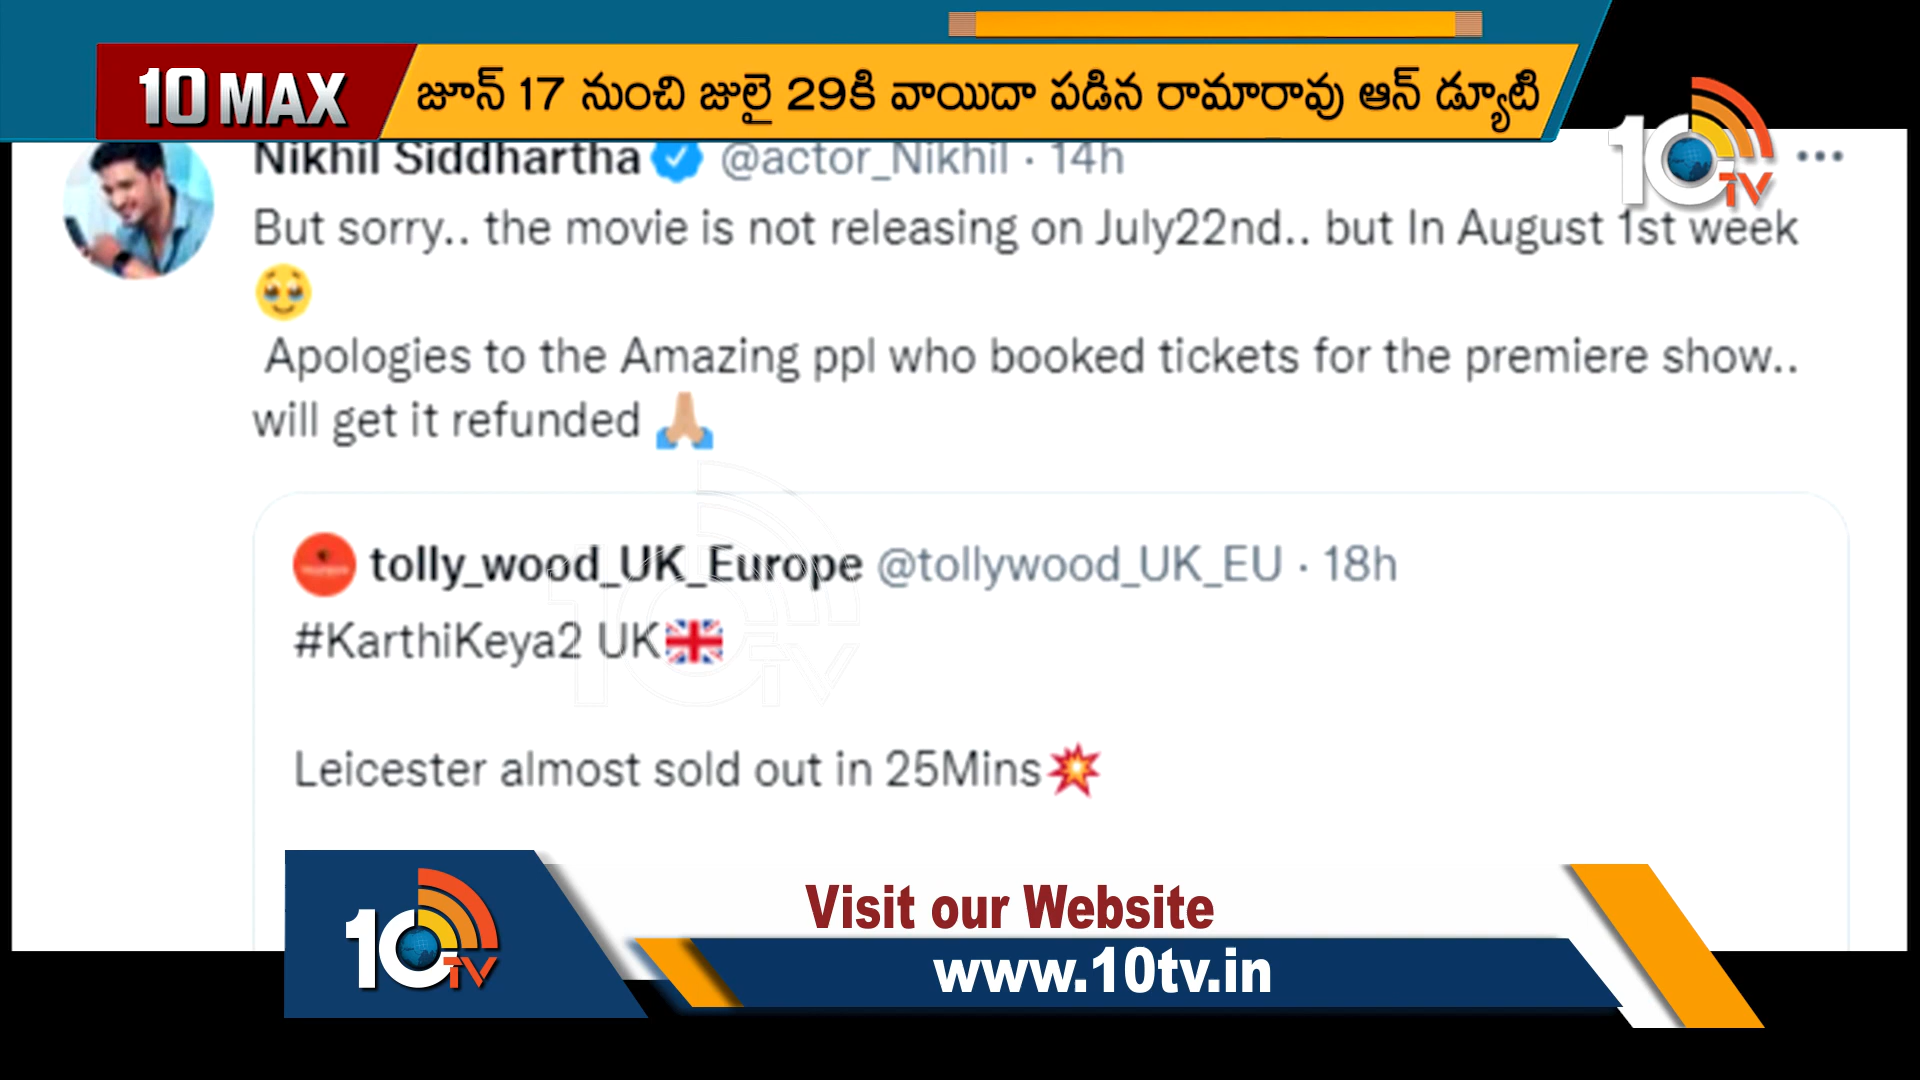 10 MAX
జూన్ 17 నుంచి జులై 29కి వాయిదా పడిన రామారావు ఆన్ డ్యూటి
10TV
Nikhil Siddhartha @actor_Nikhil · 14h
But sorry.. the movie is not releasing on July22nd.. but In August 1st week
🥹
Apologies to the Amazing ppl who booked tickets for the premiere show..
will get it refunded 🙏🏼
tolly_wood_UK_Europe @tollywood_UK_EU · 18h
#KarthiKeya2 UK🇬🇧
Leicester almost sold out in 25Mins💥
10TV
Visit our Website
www.10tv.in